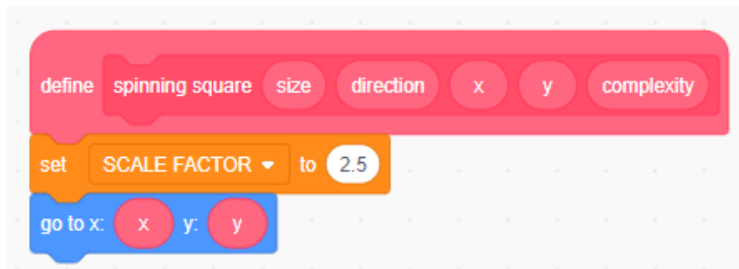 define spinning square size direction x y complexity
set SCALE FACTOR to 2.5
go to x: x y: y